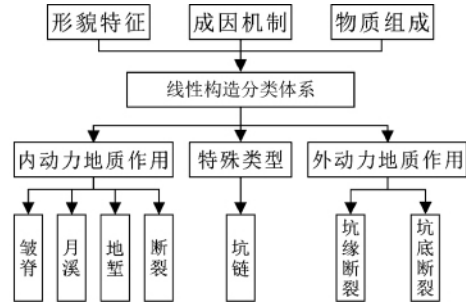 形貌特征
成因机制
物质组成
线性构造分类体系
内动力地质作用
特殊类型
外动力地质作用
皱脊
月溪
地堑
断裂
坑链
坑缘断裂
坑底断裂